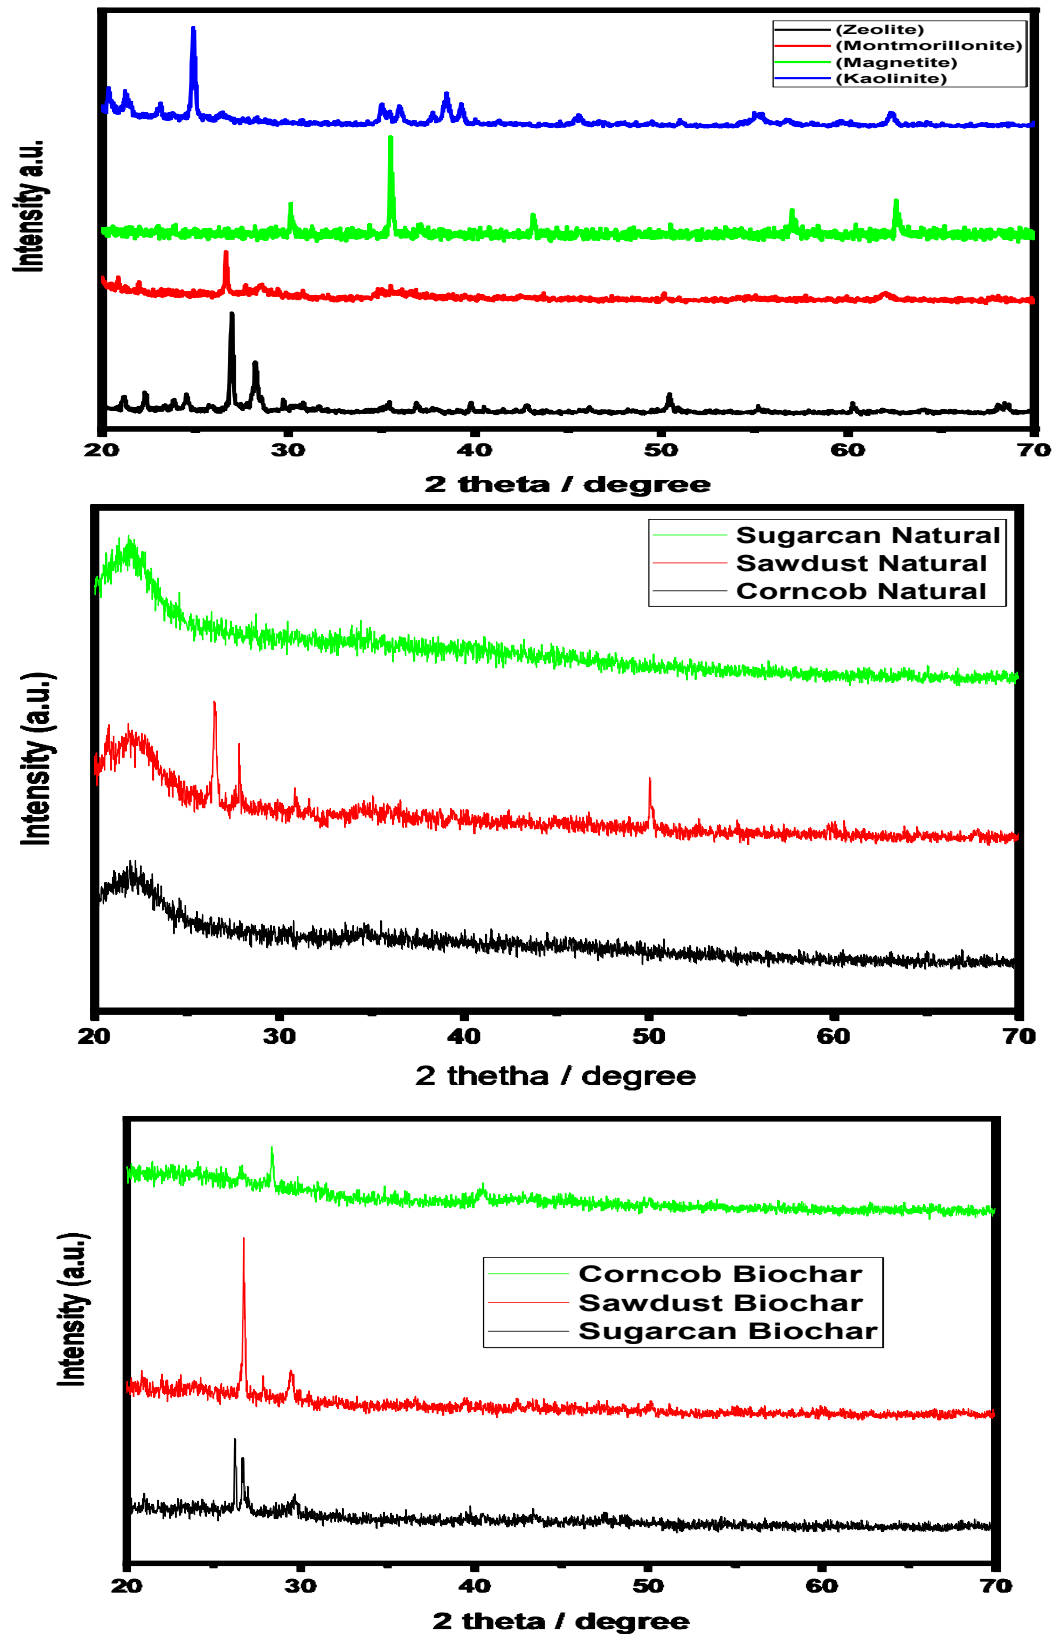 (Zeolite)
(Montmorillonite)
(Magnetite)
(Kaolinite)
Intensity a.u.
20 30 40 50 60 70
2 theta / degree
Sugarcan Natural
Sawdust Natural
Corncob Natural
Intensity (a.u.)
20 30 40 50 60 70
2 thetha / degree
Corncob Biochar
Sawdust Biochar
Sugarcan Biochar
Intensity (a.u.)
20 30 40 50 60 70
2 theta / degree